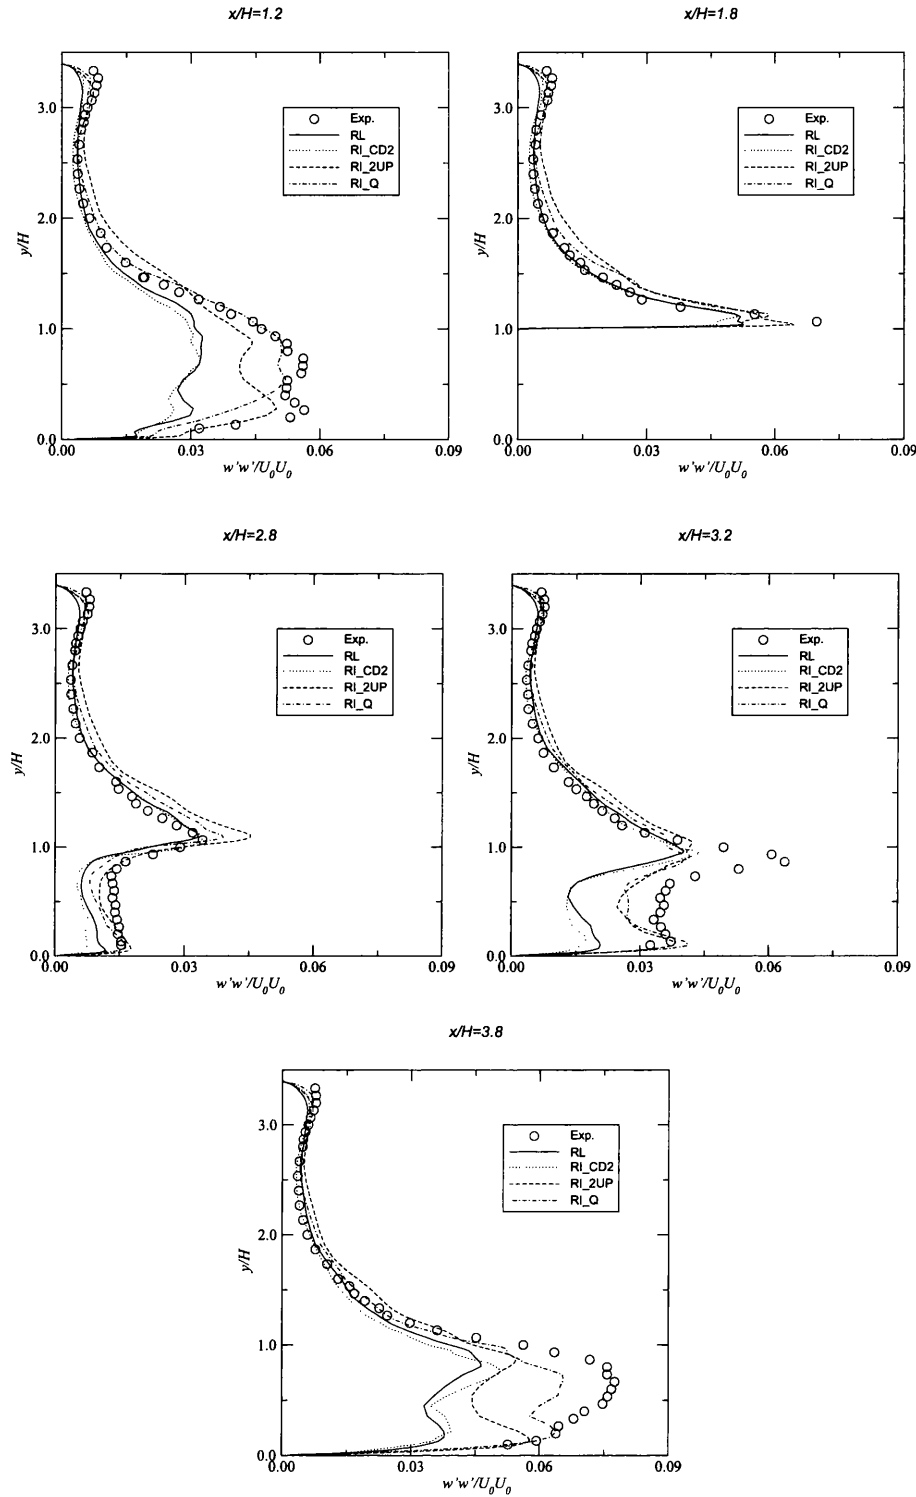 x/H=1.2
3.0
2.0
1.0
0.0
y/H
Exp.
RL
RI_CD2
RI_2UP
RI_Q
0.00
0.03
0.06
0.09
w'w'/U0U0
x/H=1.8
3.0
2.0
1.0
0.0
y/H
Exp.
RL
RI_CD2
RI_2UP
RI_Q
0.00
0.03
0.06
0.09
w'w'/U0U0
x/H=2.8
3.0
2.0
1.0
0.0
y/H
Exp.
RL
RI_CD2
RI_2UP
RI_Q
0.00
0.03
0.06
0.09
w'w'/U0U0
x/H=3.2
3.0
2.0
1.0
0.0
y/H
Exp.
RL
RI_CD2
RI_2UP
RI_Q
0.00
0.03
0.06
0.09
w'w'/U0U0
x/H=3.8
3.0
2.0
1.0
0.0
y/H
Exp.
RL
RI_CD2
RI_2UP
RI_Q
0.00
0.03
0.06
0.09
w'w'/U0U0